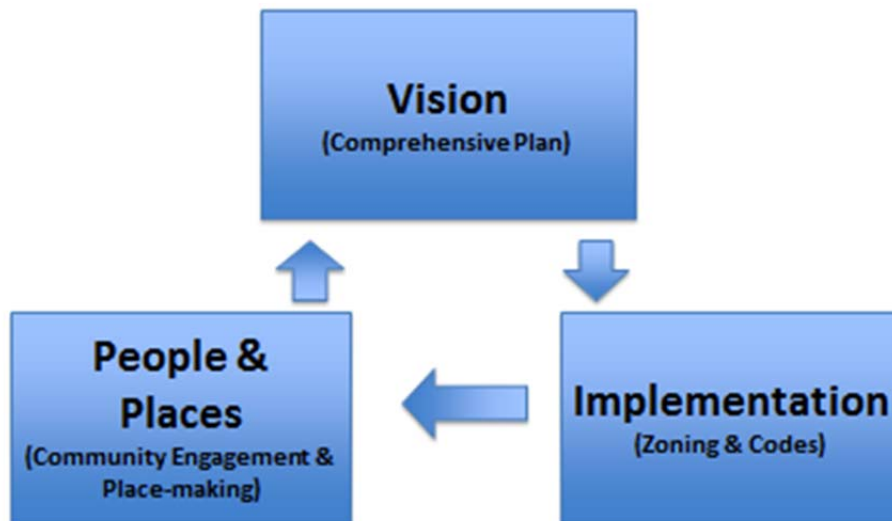 Vision
(Comprehensive Plan)
People &
Places
(Community Engagement &
Place-making)
Implementation
(Zoning & Codes)